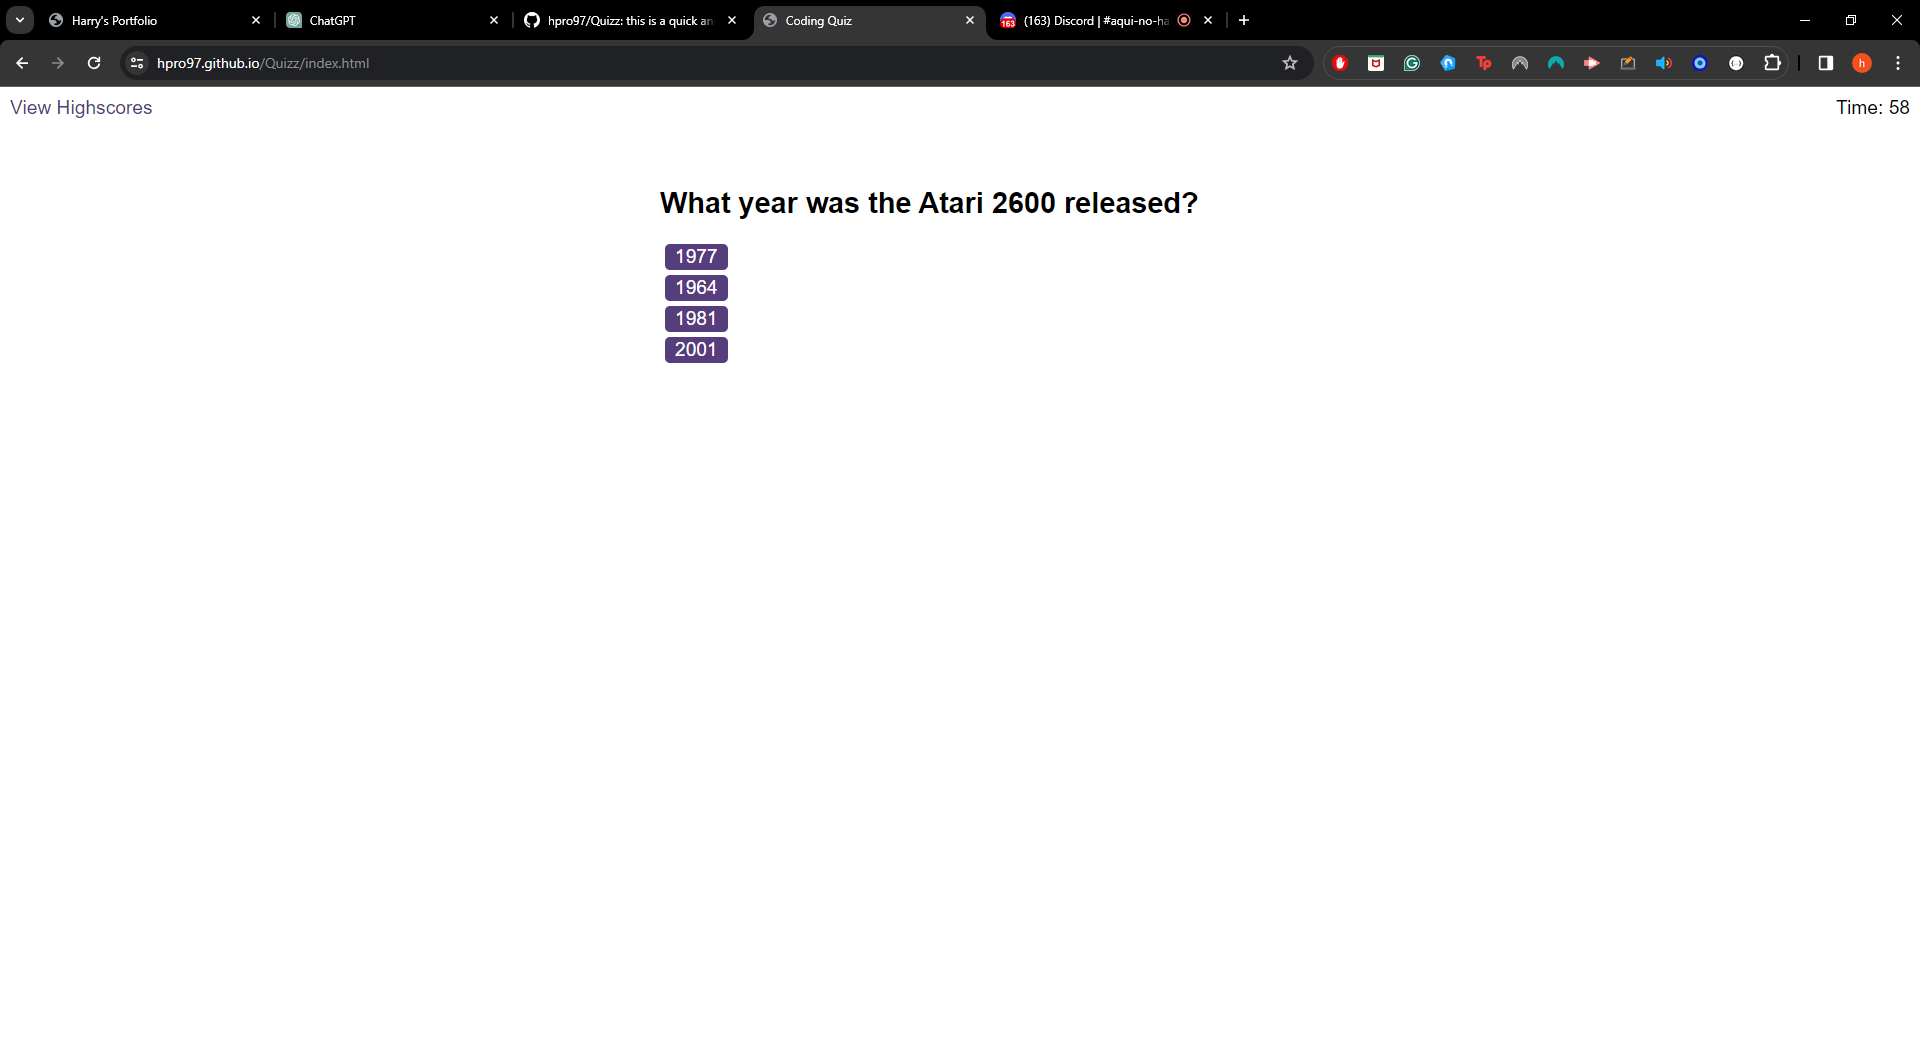 Harry's Portfolio
ChatGPT
hpro97/Quizz: this is a quick an
Coding Quiz
(163) Discord | #aqui-no-ha
hpro97.github.io/Quizz/index.html
View Highscores
Time: 58
What year was the Atari 2600 released?
1977
1964
1981
2001